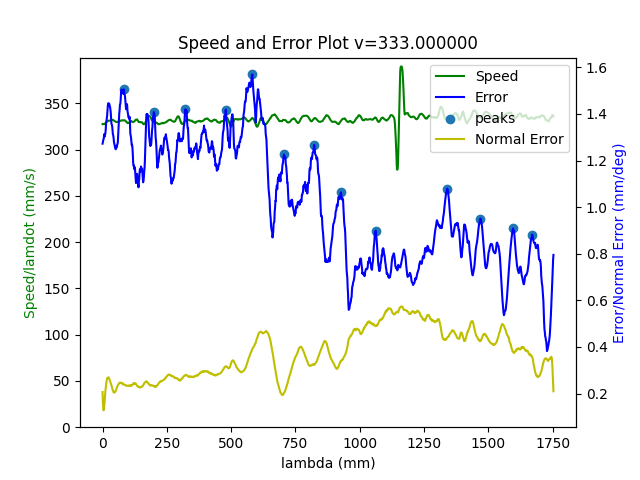 Speed and Error Plot v=333.000000
Speed/lamdot (mm/s)
350
300
250
200
150
100
50
0
Speed
Error
peaks
Normal Error
1.6
1.4
1.2
1.0
0.8
0.6
0.4
0.2
Error/Normal Error (mm/deg)
0 250 500 750 1000 1250 1500 1750
lambda (mm)